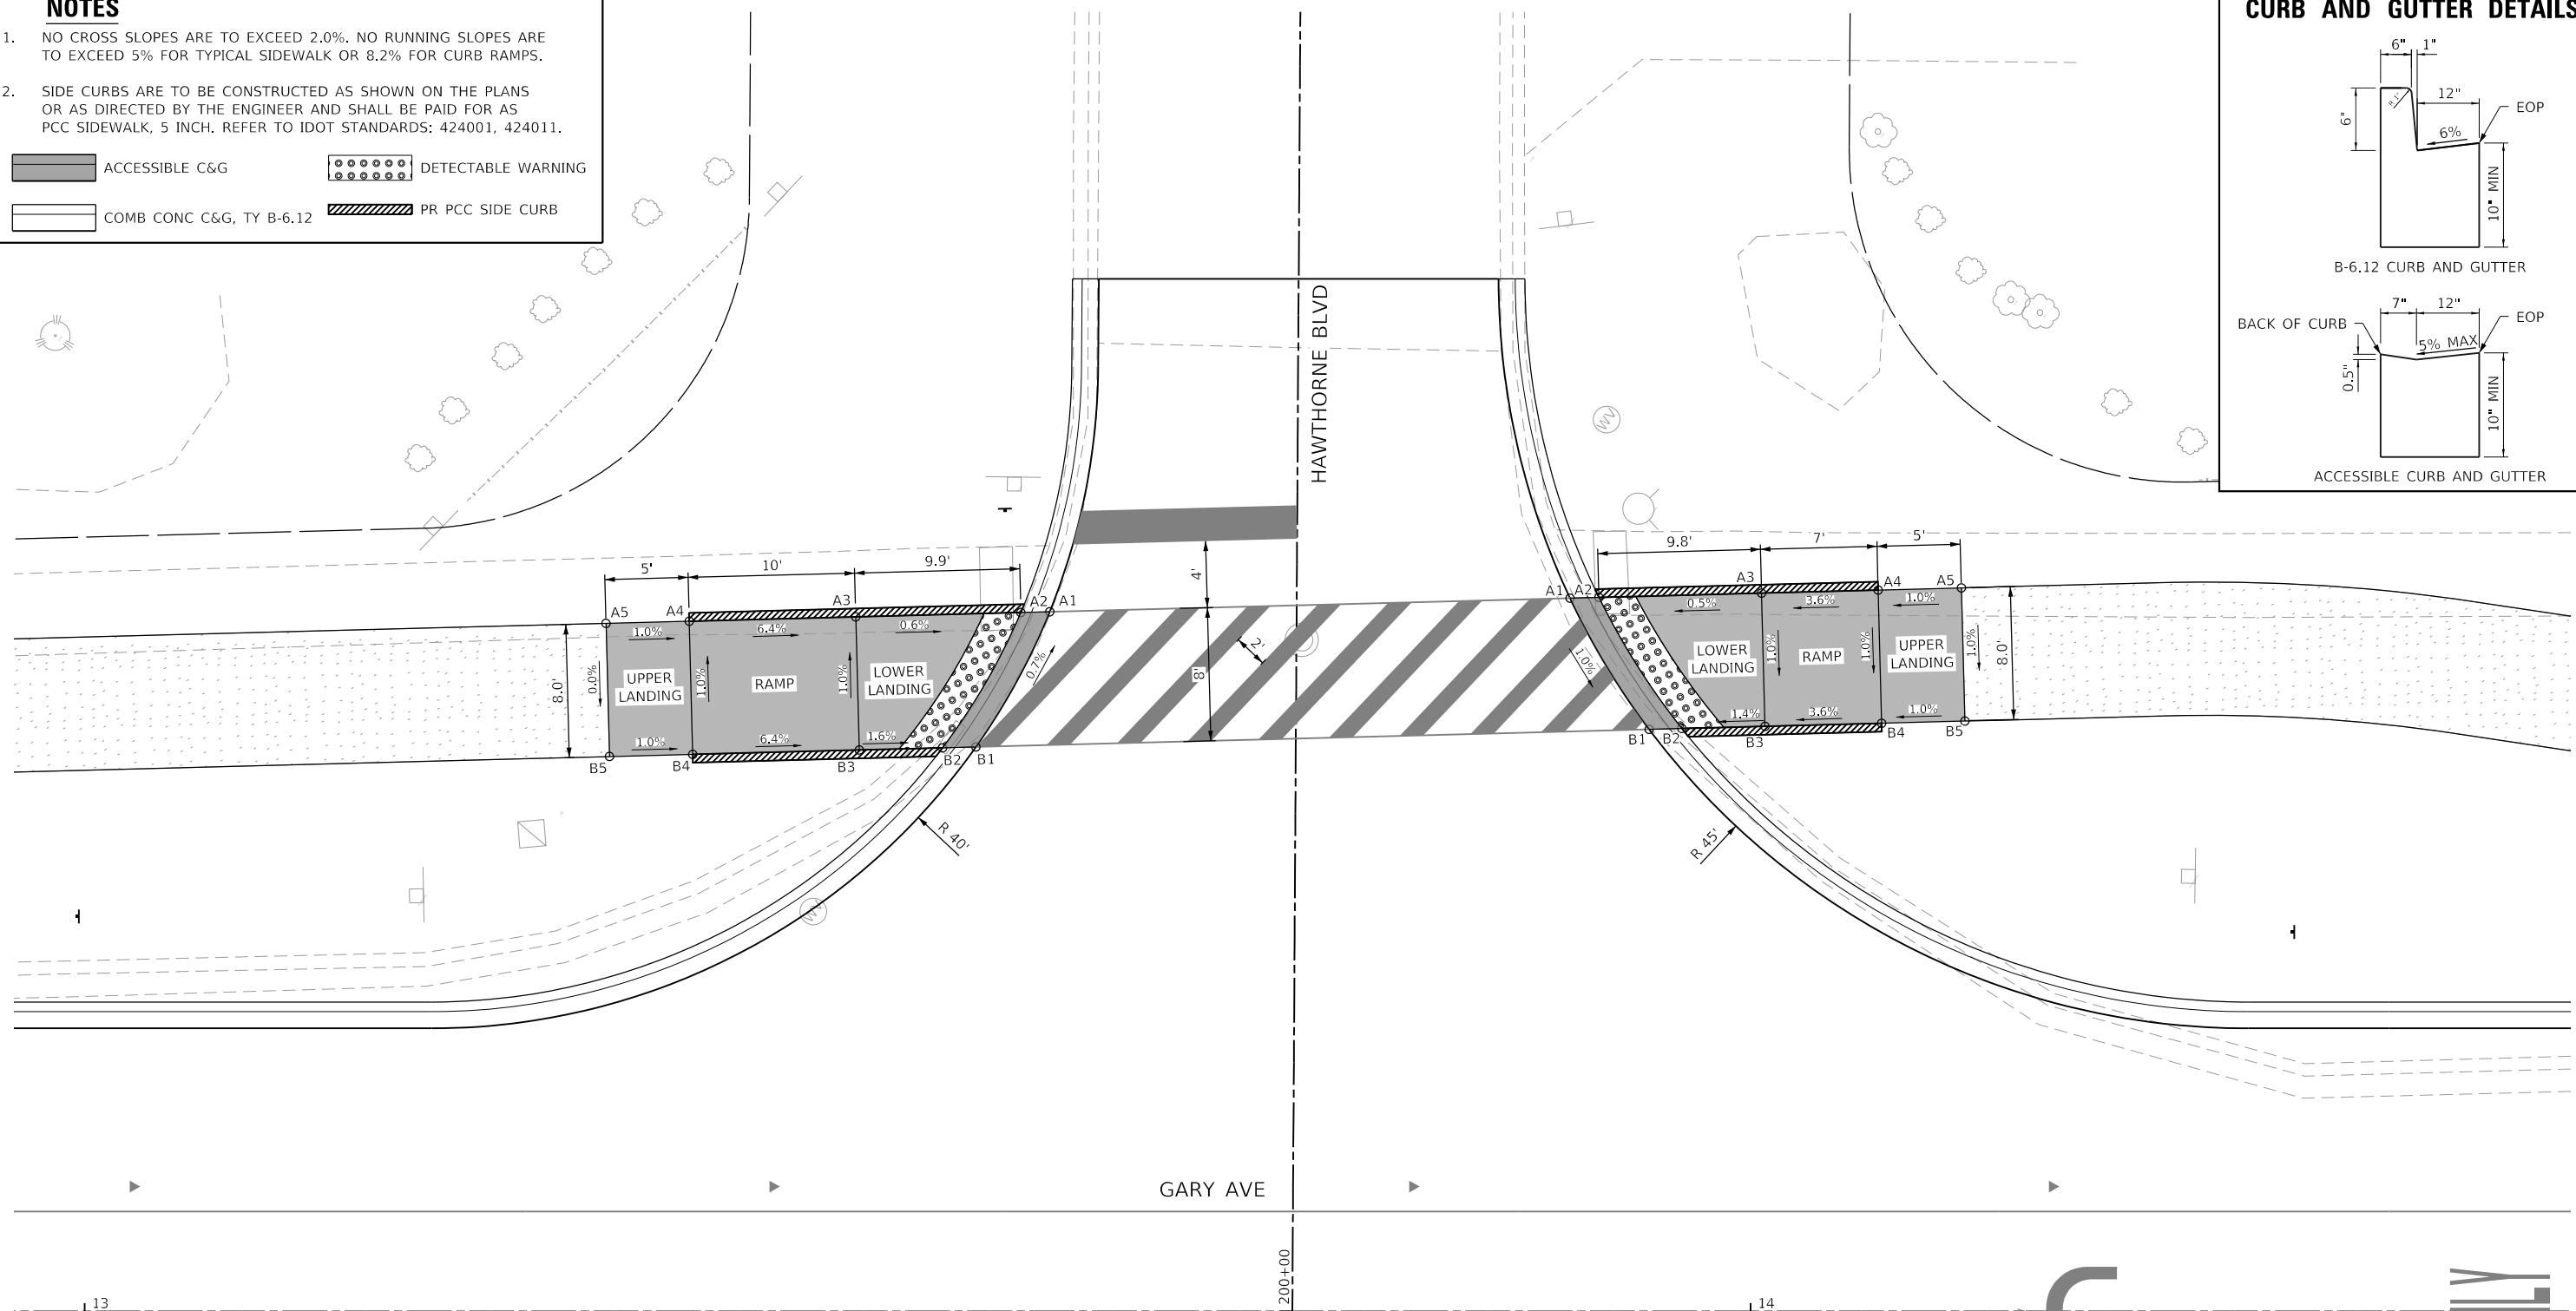 NOTES
1. NO CROSS SLOPES ARE TO EXCEED 2.0%. NO RUNNING SLOPES ARE
TO EXCEED 5% FOR TYPICAL SIDEWALK OR 8.2% FOR CURB RAMPS.
2. SIDE CURBS ARE TO BE CONSTRUCTED AS SHOWN ON THE PLANS
OR AS DIRECTED BY THE ENGINEER AND SHALL BE PAID FOR AS
PCC SIDEWALK, 5 INCH. REFER TO IDOT STANDARDS: 424001, 424011.
ACCESSIBLE C&G
DETECTABLE WARNING
COMB CONC C&G, TY B-6.12
PR PCC SIDE CURB
CURB AND GUTTER DETAILS
6" 1"
12"
EOP
6"
R 1"
6%
10" MIN
B-6.12 CURB AND GUTTER
7" 12"
BACK OF CURB
EOP
5% MAX
0.5"
10" MIN
ACCESSIBLE CURB AND GUTTER
HAWTHORNE BLVD
WV
5'
10'
9.9'
A5
A4
A3
A2
A1
1.0%
6.4%
0.6%
8.0'
0.0%
UPPER
LANDING
1.0%
RAMP
1.0%
LOWER
LANDING
0.7%
1.0%
6.4%
1.6%
B5
B4
B3
B2
B1
4'
8'
2'
9.8'
7'
5'
A1
A2
A3
A4
A5
0.5%
3.6%
1.0%
1.0%
LOWER
LANDING
1.0%
RAMP
1.0%
UPPER
LANDING
1.0%
8.0'
1.4%
3.6%
1.0%
B1
B2
B3
B4
B5
R 40'
R 45'
WV
GARY AVE
200+00
13
14